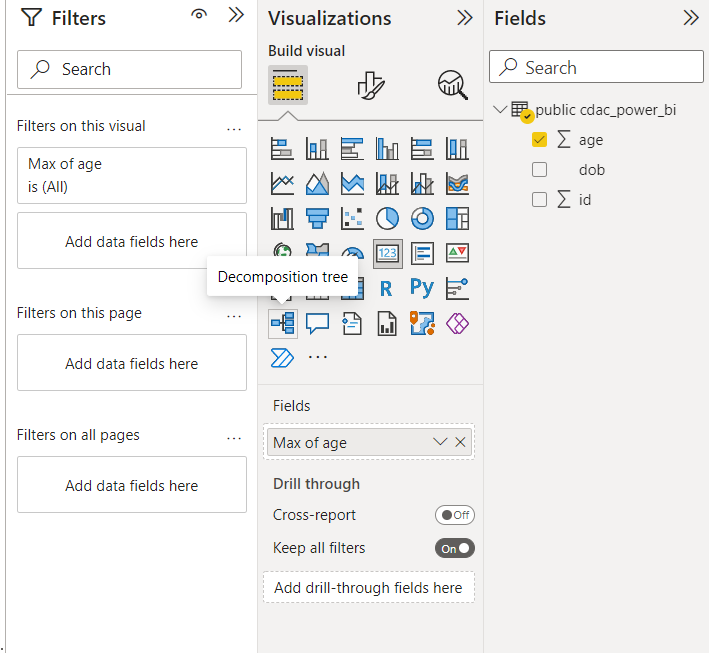 Filters
Search
Filters on this visual
...
Max of age
is (All)
Add data fields here
Filters on this page
...
Add data fields here
Filters on all pages
...
Add data fields here
Visualizations
Build visual
123
Decomposition tree
R
Py
...
Fields
Max of age
Drill through
Cross-report
Off
Keep all filters
On
Add drill-through fields here
Fields
Search
public cdac_power_bi
∑ age
dob
∑ id